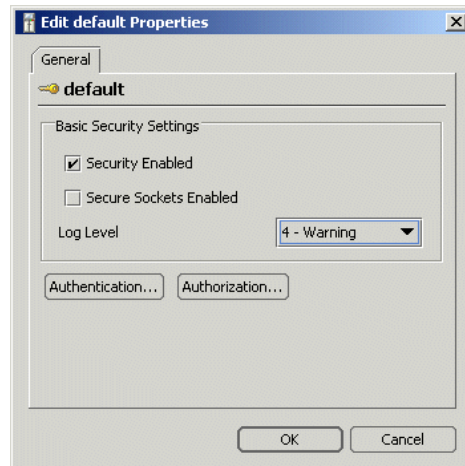 Edit default Properties
General
default
Basic Security Settings
Security Enabled
Secure Sockets Enabled
Log Level 4 - Warning
Authentication... Authorization...
OK Cancel